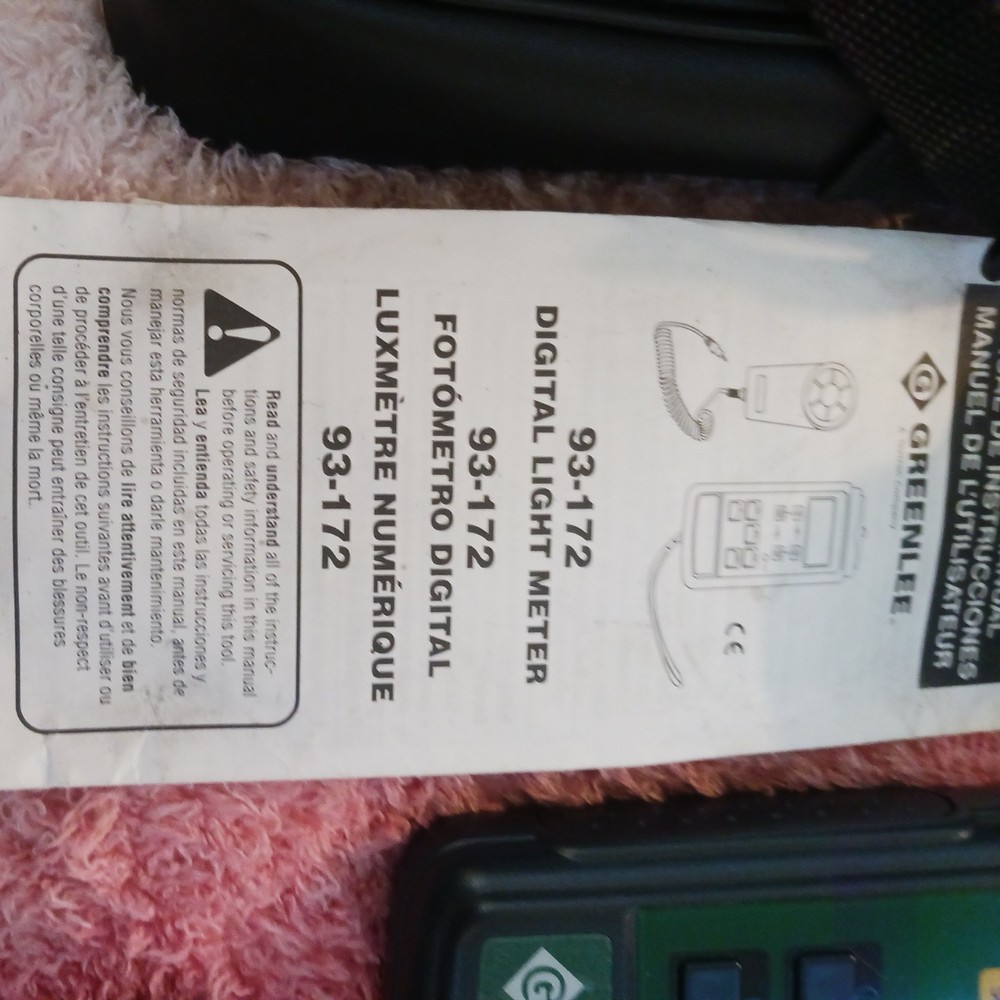 MANUAL DE INSTRUCCIONES
MANUEL DE L'UTILISATEUR
G GREENLEE
CE
93-172
DIGITAL LIGHT METER
93-172
FOTÓMETRO DIGITAL
LUXMÈTRE NUMÉRIQUE
93-172
Read and understand all of the instruc-
tions and safety information in this manual
before operating or servicing this tool.
Lea y entienda todas las instrucciones y
normas de seguridad incluidas en este manual, antes de
manejar esta herramienta o darle mantenimiento.
Nous vous conseillons de lire attentivement et de bien
comprendre les instructions suivantes avant d'utiliser ou
de procéder à l'entretien de cet outil. Le non-respect
d'une telle consigne peut entraîner des blessures
corporelles ou même la mort.
G